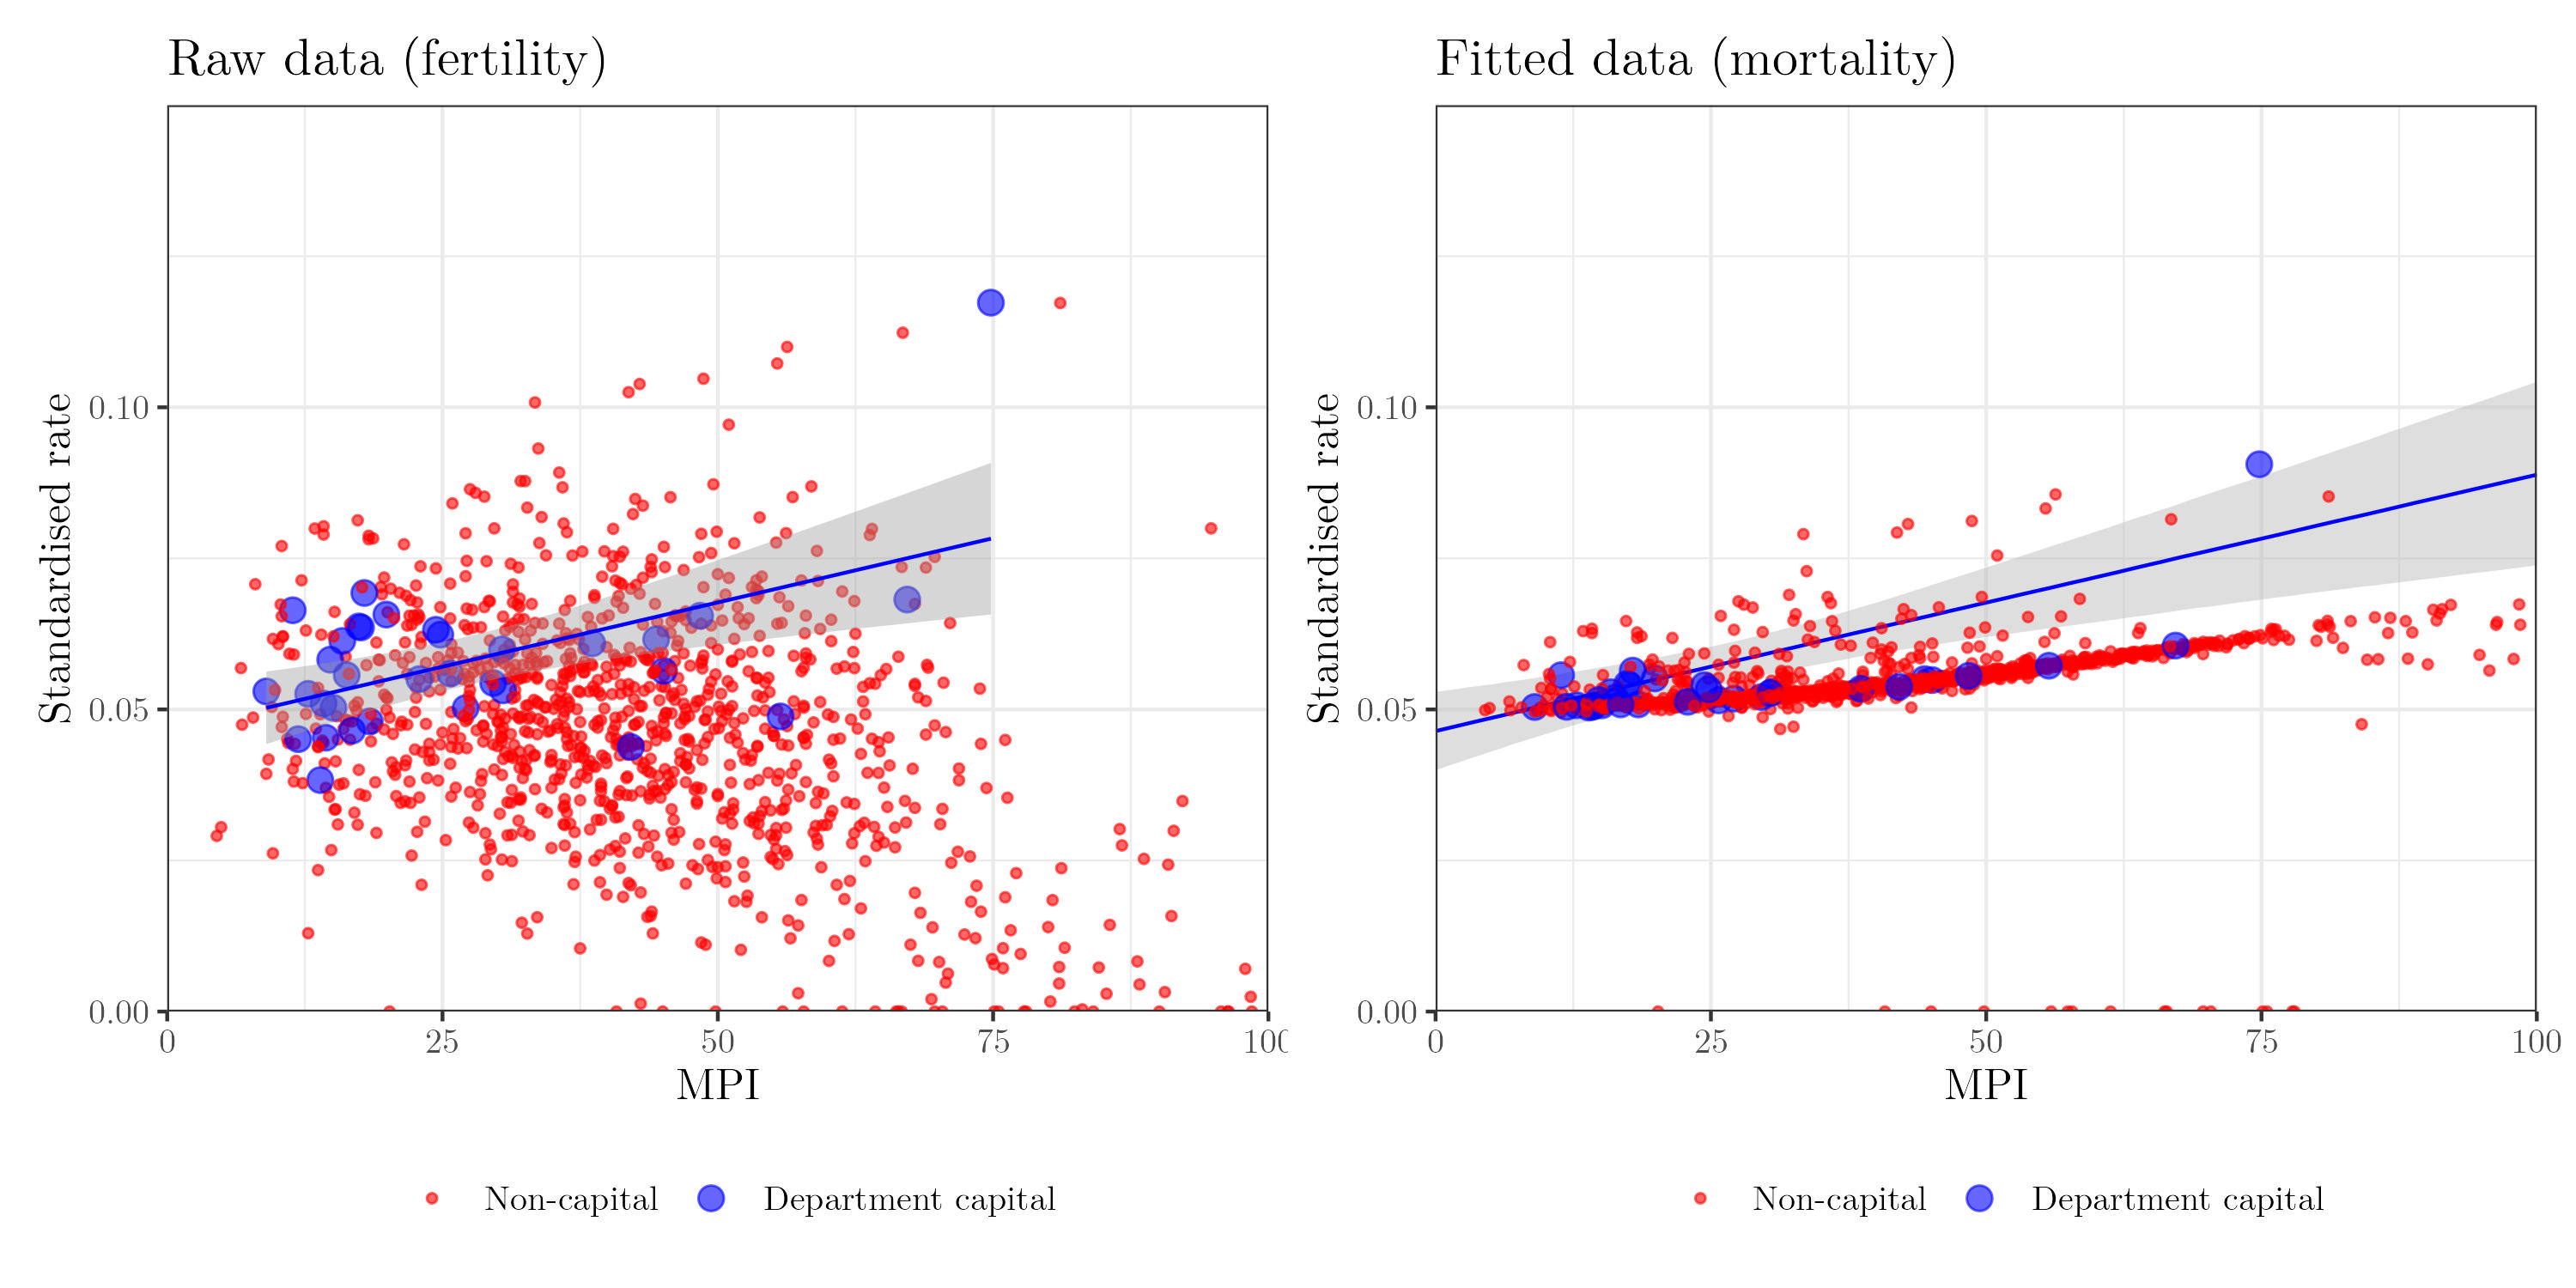 Raw data (fertility)
Standardised rate
0.10
0.05
0.00
0 25 50 75 100
MPI
Non-capital Department capital
Fitted data (mortality)
Standardised rate
0.10
0.05
0.00
0 25 50 75 100
MPI
Non-capital Department capital